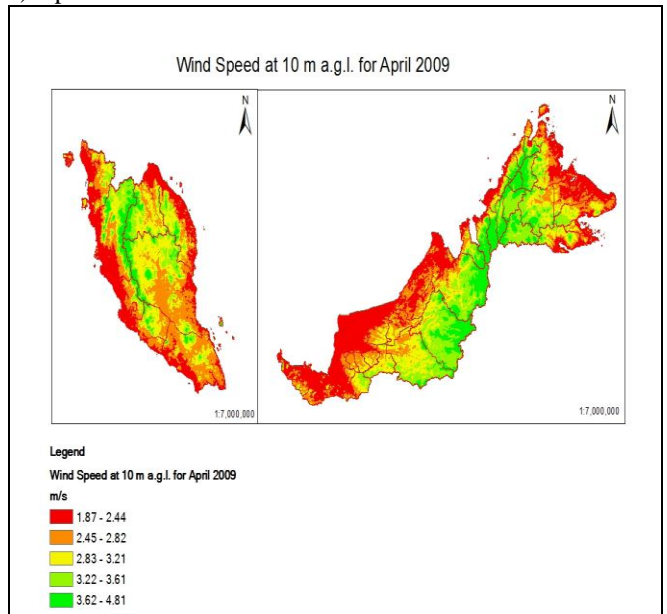 Wind Speed at 10 m a.g.l. for April 2009
N
N
1:7,000,000
1:7,000,000
Legend
Wind Speed at 10 m a.g.l. for April 2009
m/s
1.87 - 2.44
2.45 - 2.82
2.83 - 3.21
3.22 - 3.61
3.62 - 4.81